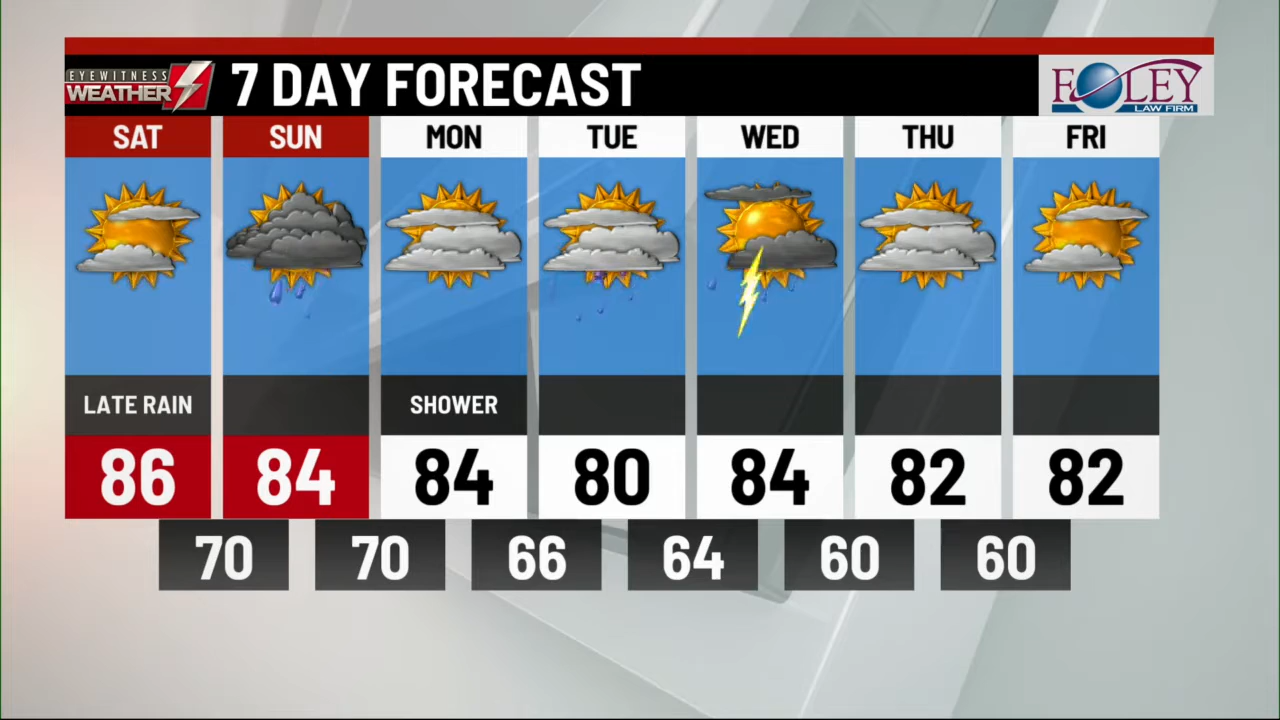 EYEWITNESS
WEATHER
7 DAY FORECAST
FOLEY
LAW FIRM
SAT SUN MON TUE WED THU FRI
LATE RAIN SHOWER
86 84 84 80 84 82 82
70 70 66 64 60 60